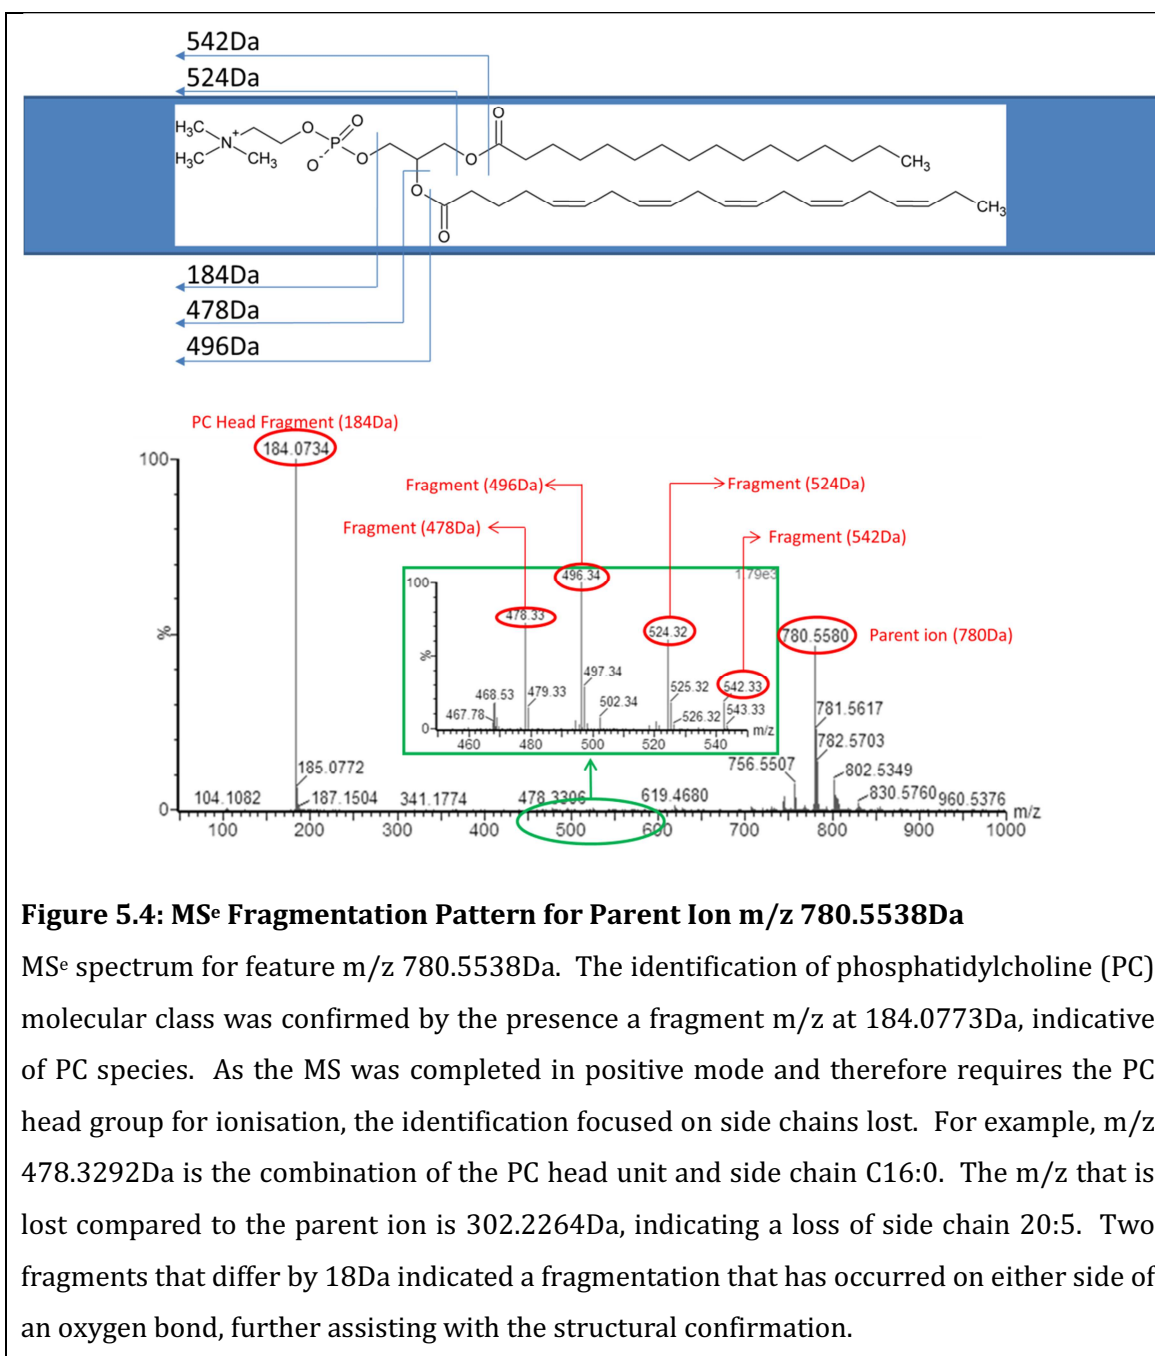 542Da
524Da
H₃C
H₃C
N⁺
CH₃
O
P
O
O⁻
O
O
O
CH₃
O
O
CH₃
184Da
478Da
496Da
PC Head Fragment (184Da)
184.0734
100
%
0
Fragment (496Da)
Fragment (524Da)
Fragment (478Da)
Fragment (542Da)
100
496.34
1.79e3
478.33
524.32
%
542.33
497.34
525.32
468.53
479.33
502.34
526.32
543.33
467.78
0
m/z
460 480 500 520 540
780.5580
Parent ion (780Da)
781.5617
782.5703
756.5507
802.5349
185.0772
830.5760
104.1082
187.1504
341.1774
478.3306
619.4680
960.5376
m/z
100 200 300 400 500 600 700 800 900 1000
Figure 5.4: MSᵉ Fragmentation Pattern for Parent Ion m/z 780.5538Da
MSᵉ spectrum for feature m/z 780.5538Da. The identification of phosphatidylcholine (PC)
molecular class was confirmed by the presence a fragment m/z at 184.0773Da, indicative
of PC species. As the MS was completed in positive mode and therefore requires the PC
head group for ionisation, the identification focused on side chains lost. For example, m/z
478.3292Da is the combination of the PC head unit and side chain C16:0. The m/z that is
lost compared to the parent ion is 302.2264Da, indicating a loss of side chain 20:5. Two
fragments that differ by 18Da indicated a fragmentation that has occurred on either side of
an oxygen bond, further assisting with the structural confirmation.